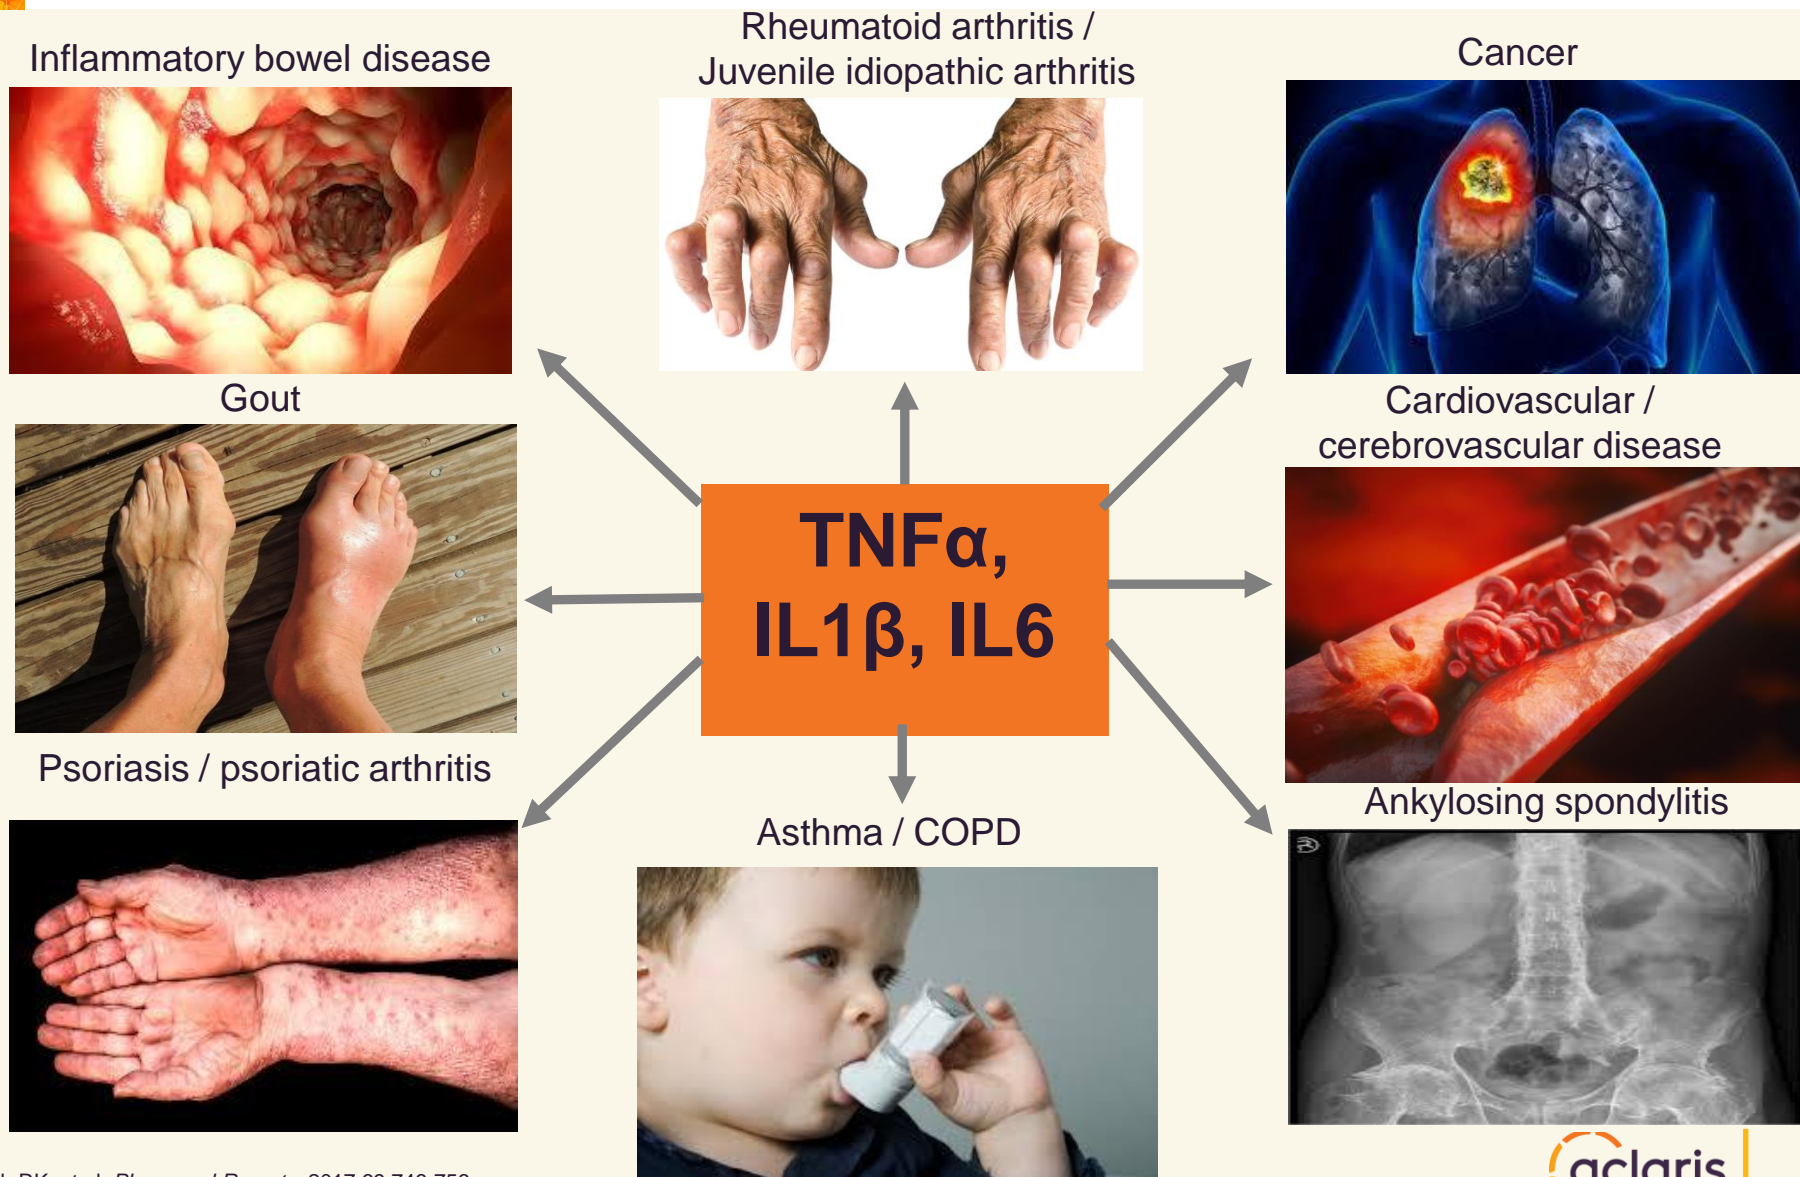 Inflammatory bowel disease
Rheumatoid arthritis /
Juvenile idiopathic arthritis
Cancer
Gout
Cardiovascular /
cerebrovascular disease
TNFα,
IL1β, IL6
Psoriasis / psoriatic arthritis
Asthma / COPD
Ankylosing spondylitis
aclaris